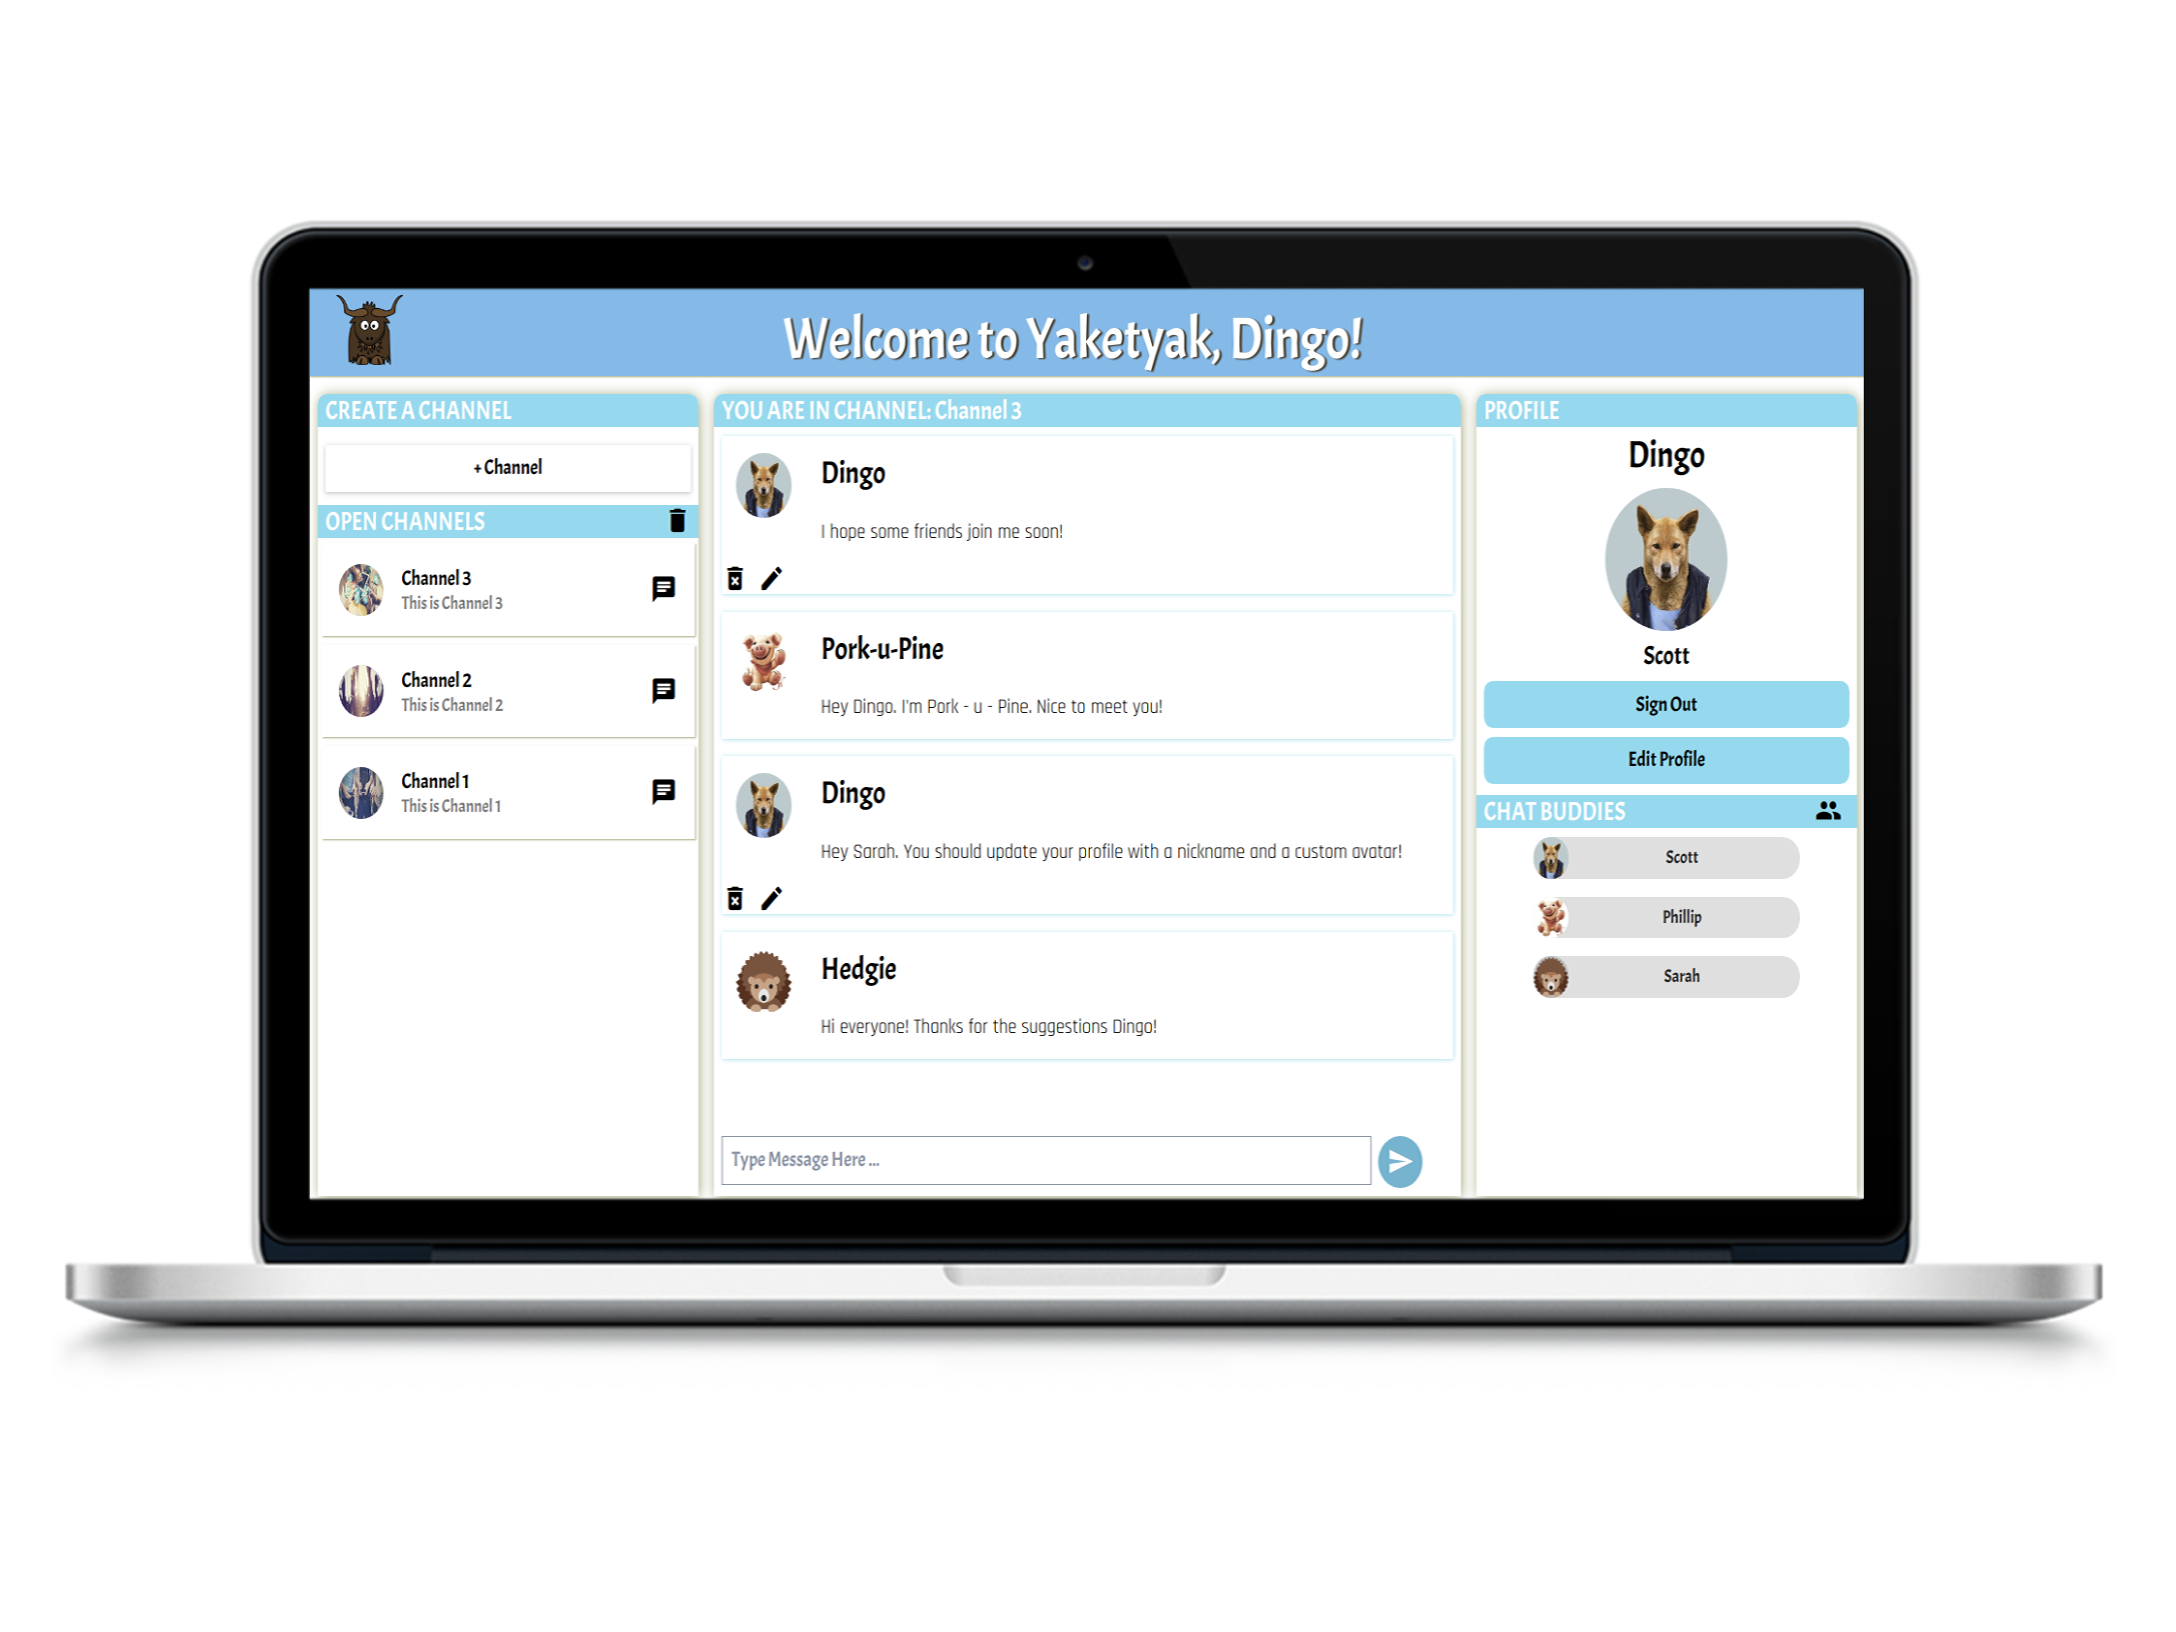 Welcome to Yaketyak, Dingo!
CREATE A CHANNEL
+ Channel
OPEN CHANNELS
Channel 3
This is Channel 3
Channel 2
This is Channel 2
Channel 1
This is Channel 1
YOU ARE IN CHANNEL: Channel 3
Dingo
I hope some friends join me soon!
Pork-u-Pine
Hey Dingo. I'm Pork - u - Pine. Nice to meet you!
Dingo
Hey Sarah. You should update your profile with a nickname and a custom avatar!
Hedgie
Hi everyone! Thanks for the suggestions Dingo!
Type Message Here ...
PROFILE
Dingo
Scott
Sign Out
Edit Profile
CHAT BUDDIES
Scott
Phillip
Sarah